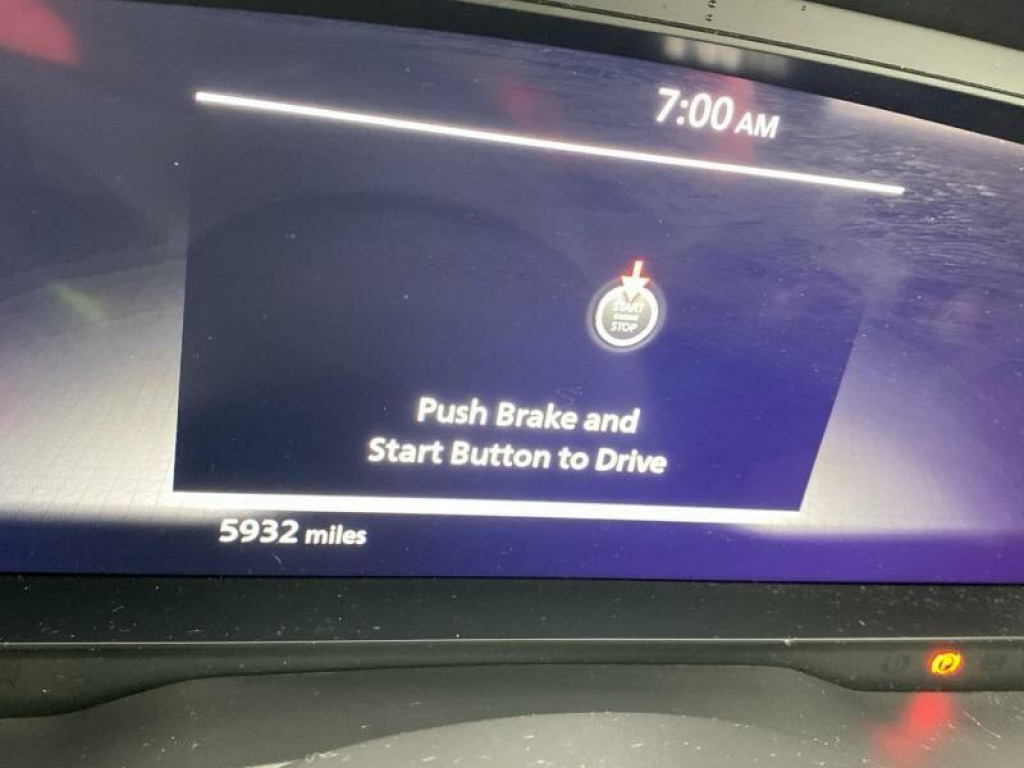 7:00 AM
START
STOP
Push Brake and
Start Button to Drive
5932 miles